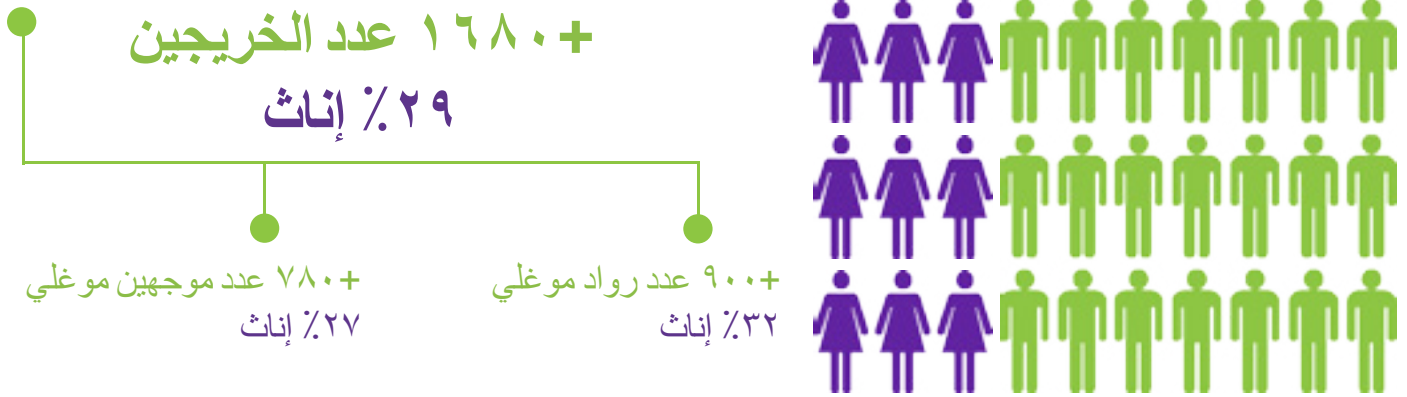 +١٦٨٠ عدد الخريجين
٢٩٪ إناث
+٩٠٠ عدد رواد موغلي
٣٢٪ إناث
+٧٨٠ عدد موجهين موغلي
٢٧٪ إناث